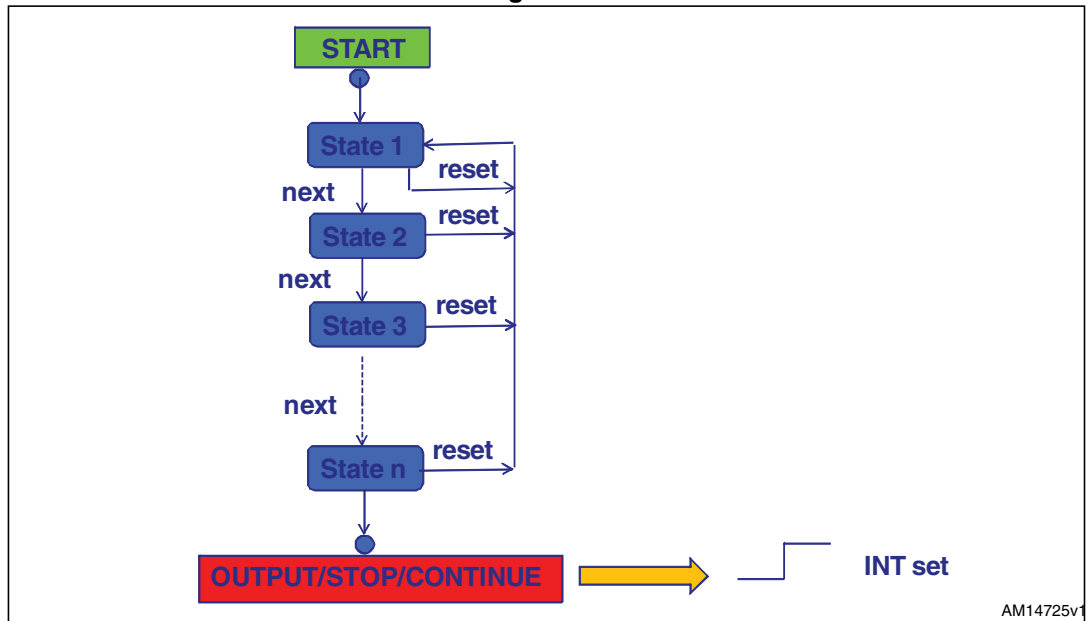 START
State 1
reset
next
reset
State 2
next
reset
State 3
next
reset
State n
OUTPUT/STOP/CONTINUE
INT set
AM14725v1